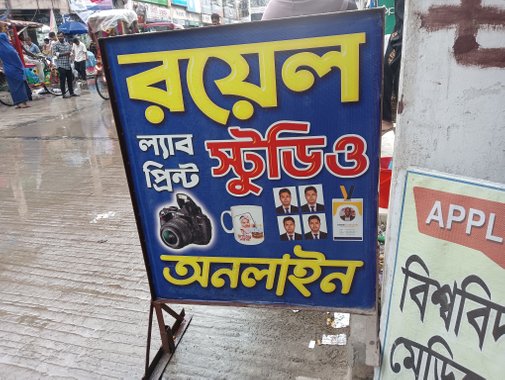 রয়েল
ল্যাব
প্রিন্ট
স্টুডিও
অনলাইন
APPL
বিশ্ববিদ
মেডি